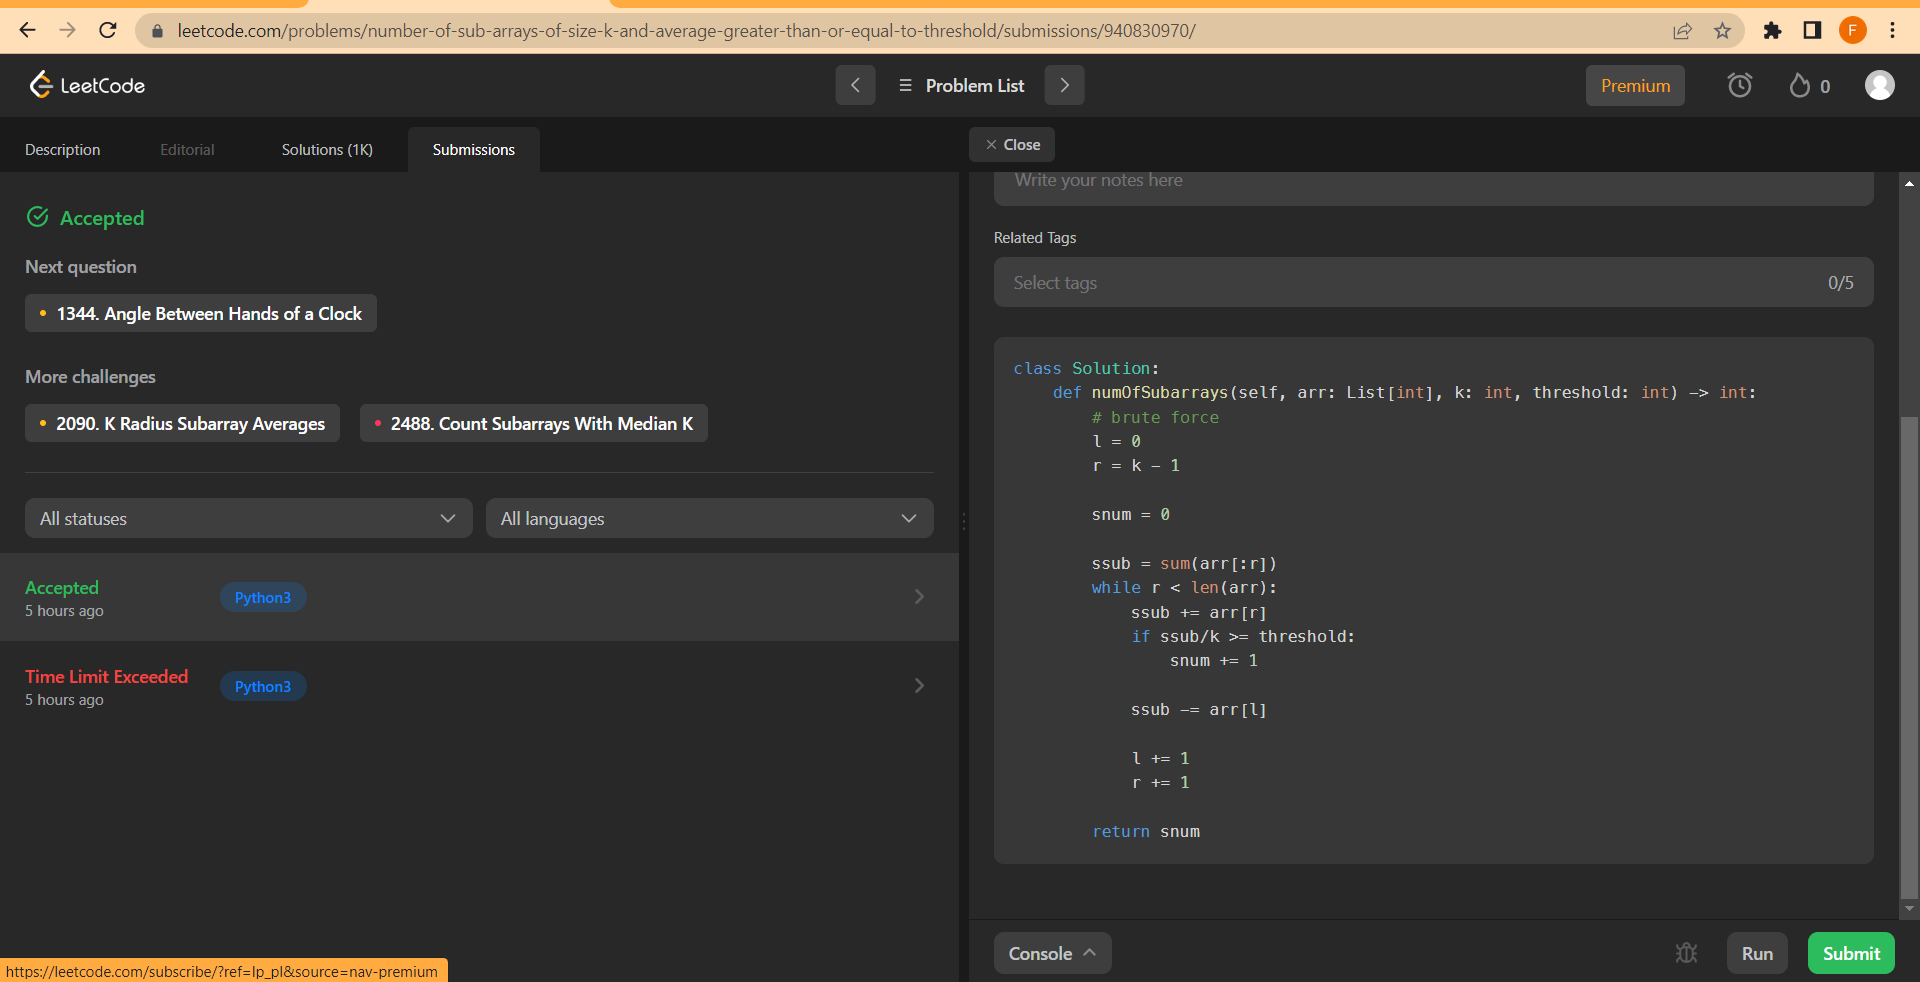 leetcode.com/problems/number-of-sub-arrays-of-size-k-and-average-greater-than-or-equal-to-threshold/submissions/940830970/
F
LeetCode
Problem List
Premium
0
Description
Editorial
Solutions (1K)
Submissions
Close
Accepted
Next question
1344. Angle Between Hands of a Clock
More challenges
2090. K Radius Subarray Averages
2488. Count Subarrays With Median K
All statuses
All languages
Accepted
5 hours ago
Python3
Time Limit Exceeded
5 hours ago
Python3
Write your notes here
Related Tags
Select tags
0/5
class Solution:
    def numOfSubarrays(self, arr: List[int], k: int, threshold: int) -> int:
        # brute force
        l = 0
        r = k - 1
        snum = 0
        ssub = sum(arr[:r])
        while r < len(arr):
            ssub += arr[r]
            if ssub/k >= threshold:
                snum += 1
            ssub -= arr[l]
            l += 1
            r += 1
        return snum
Console
Run
Submit
https://leetcode.com/subscribe/?ref=lp_pl&source=nav-premium